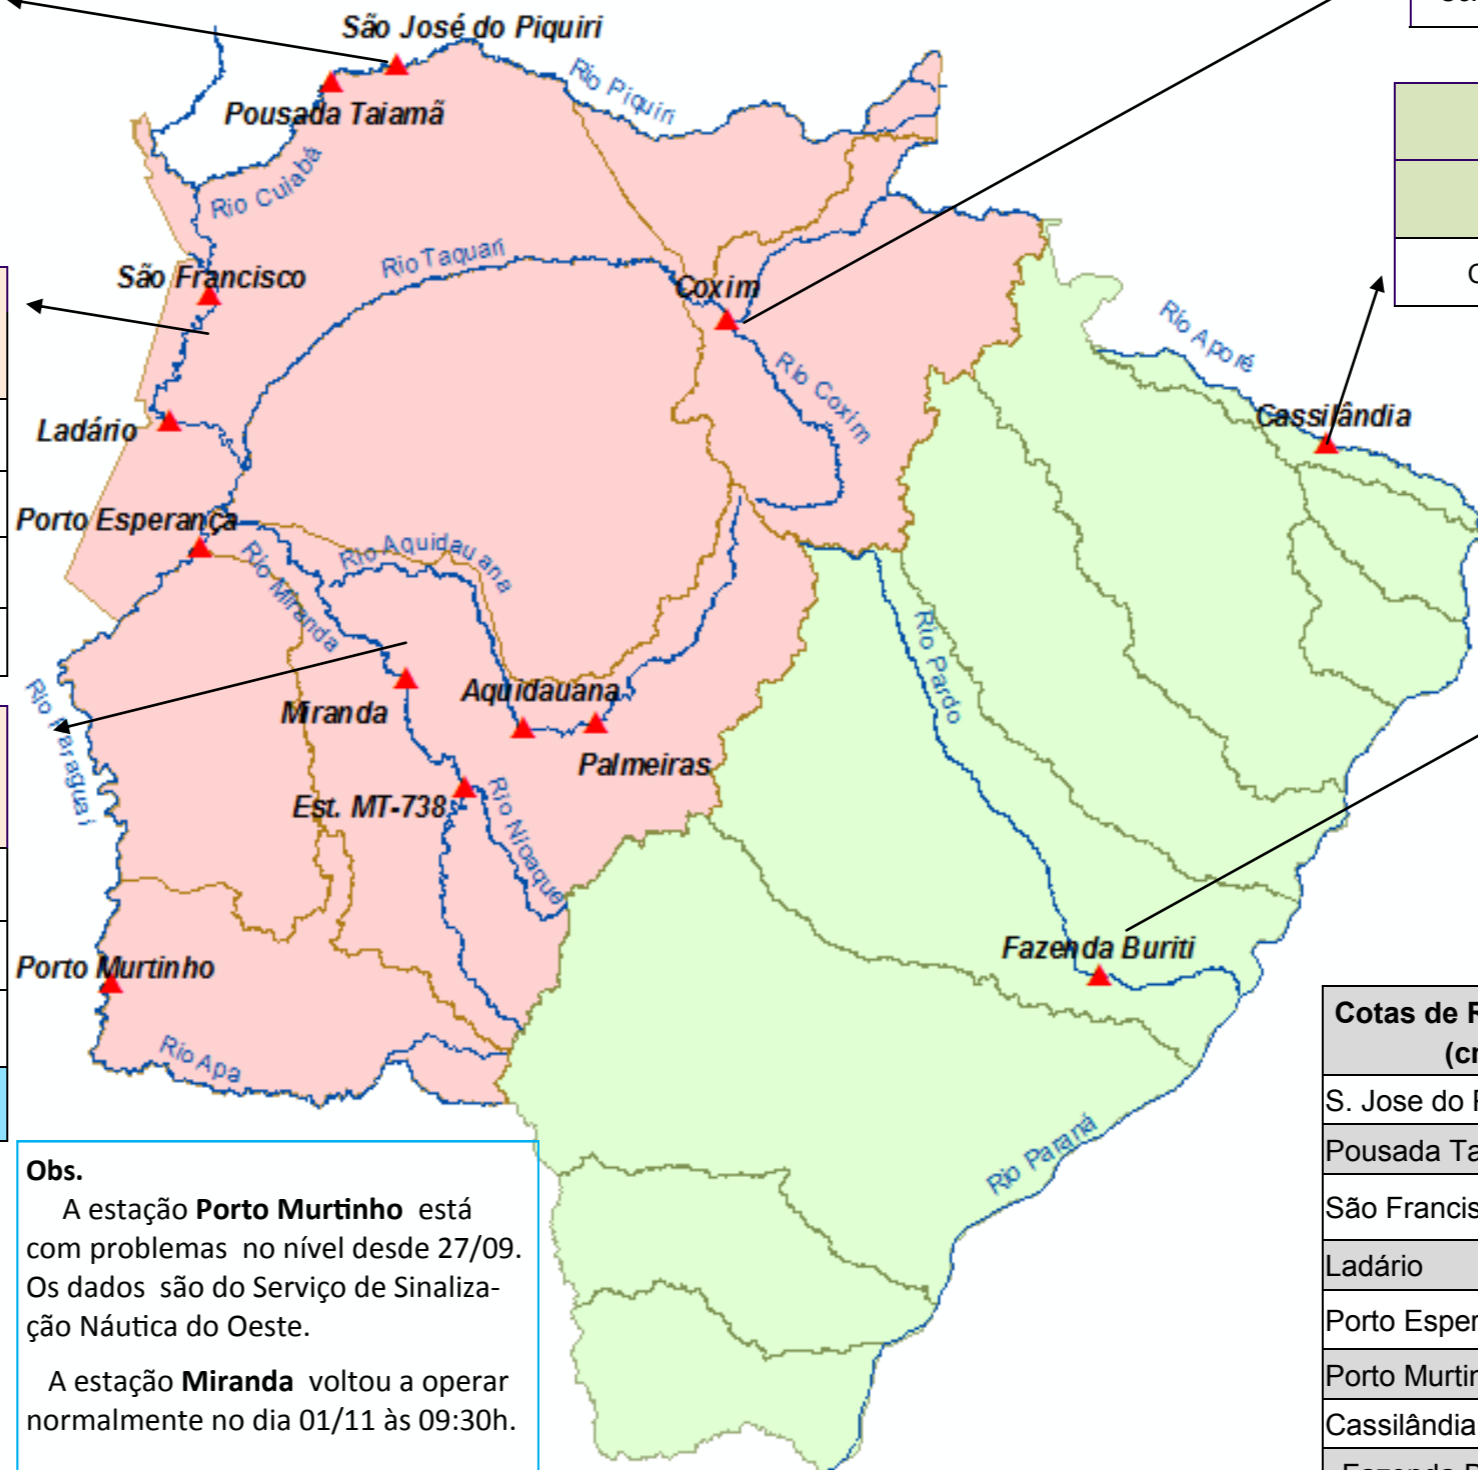 São José do Piquiri
Rio Piquiri
Pousada Taiamã
Rio Cuiabá
Rio Taquari
São Francisco
Coxim
Rio Aporé
Rio Coxim
Cassilândia
Ladário
Porto Esperança
Rio Aquidauana
Rio Miranda
Rio Pardo
Rio Paraguai
Aquidauana
Miranda
Palmeiras
Est. MT-738
Rio Nioaque
Fazenda Buriti
Porto Murtinho
Rio Apa
Rio Paraná
Obs.
A estação Porto Murtinho está
com problemas no nível desde 27/09.
Os dados são do Serviço de Sinaliza-
ção Náutica do Oeste.
A estação Miranda voltou a operar
normalmente no dia 01/11 às 09:30h.
C
Cotas de R
(cr
S. Jose do P
Pousada Ta
São Francis
Ladário
Porto Esper
Porto Murtin
Cassilândia